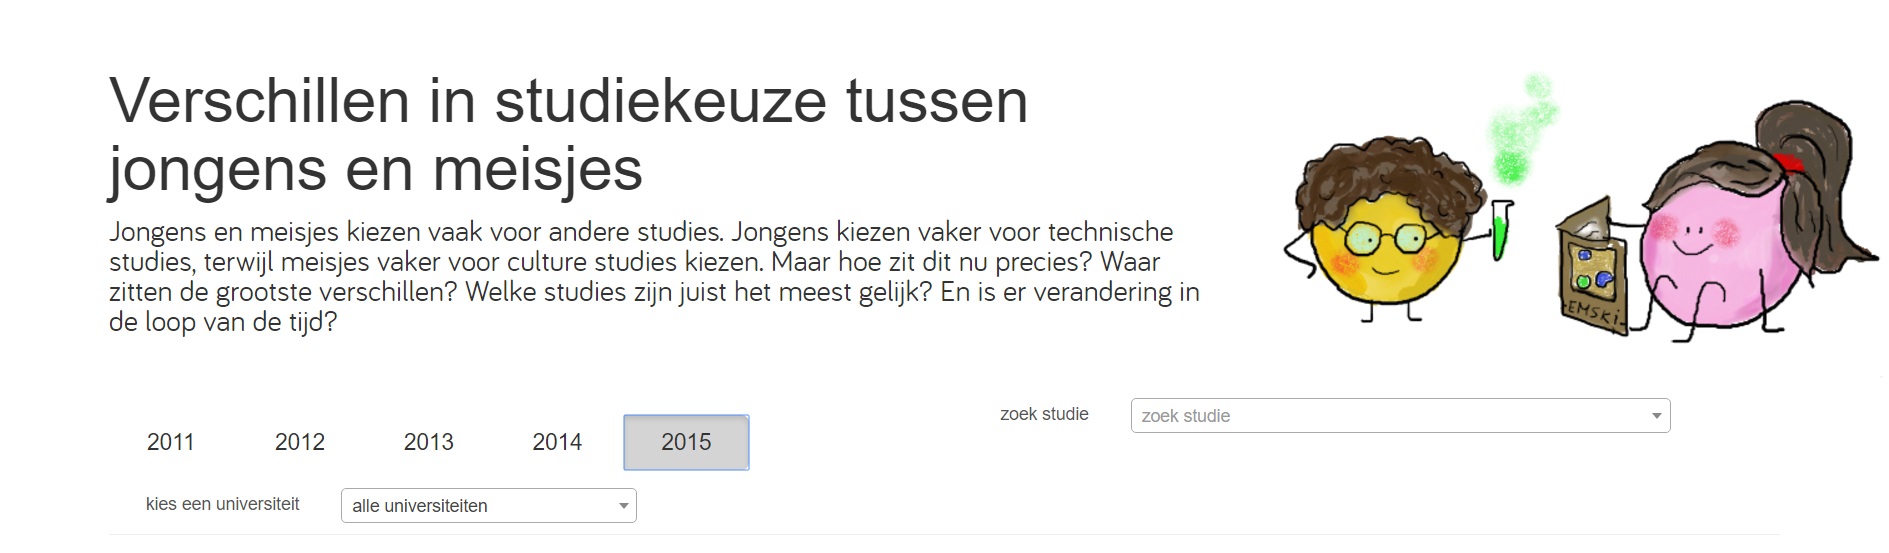 Verschillen in studiekeuze tussen
jongens en meisjes
Jongens en meisjes kiezen vaak voor andere studies. Jongens kiezen vaker voor technische
studies, terwijl meisjes vaker voor culture studies kiezen. Maar hoe zit dit nu precies? Waar
zitten de grootste verschillen? Welke studies zijn juist het meest gelijk? En is er verandering in
de loop van de tijd?
-EMSKI-
zoek studie zoek studie
2011 2012 2013 2014 2015
kies een universiteit alle universiteiten